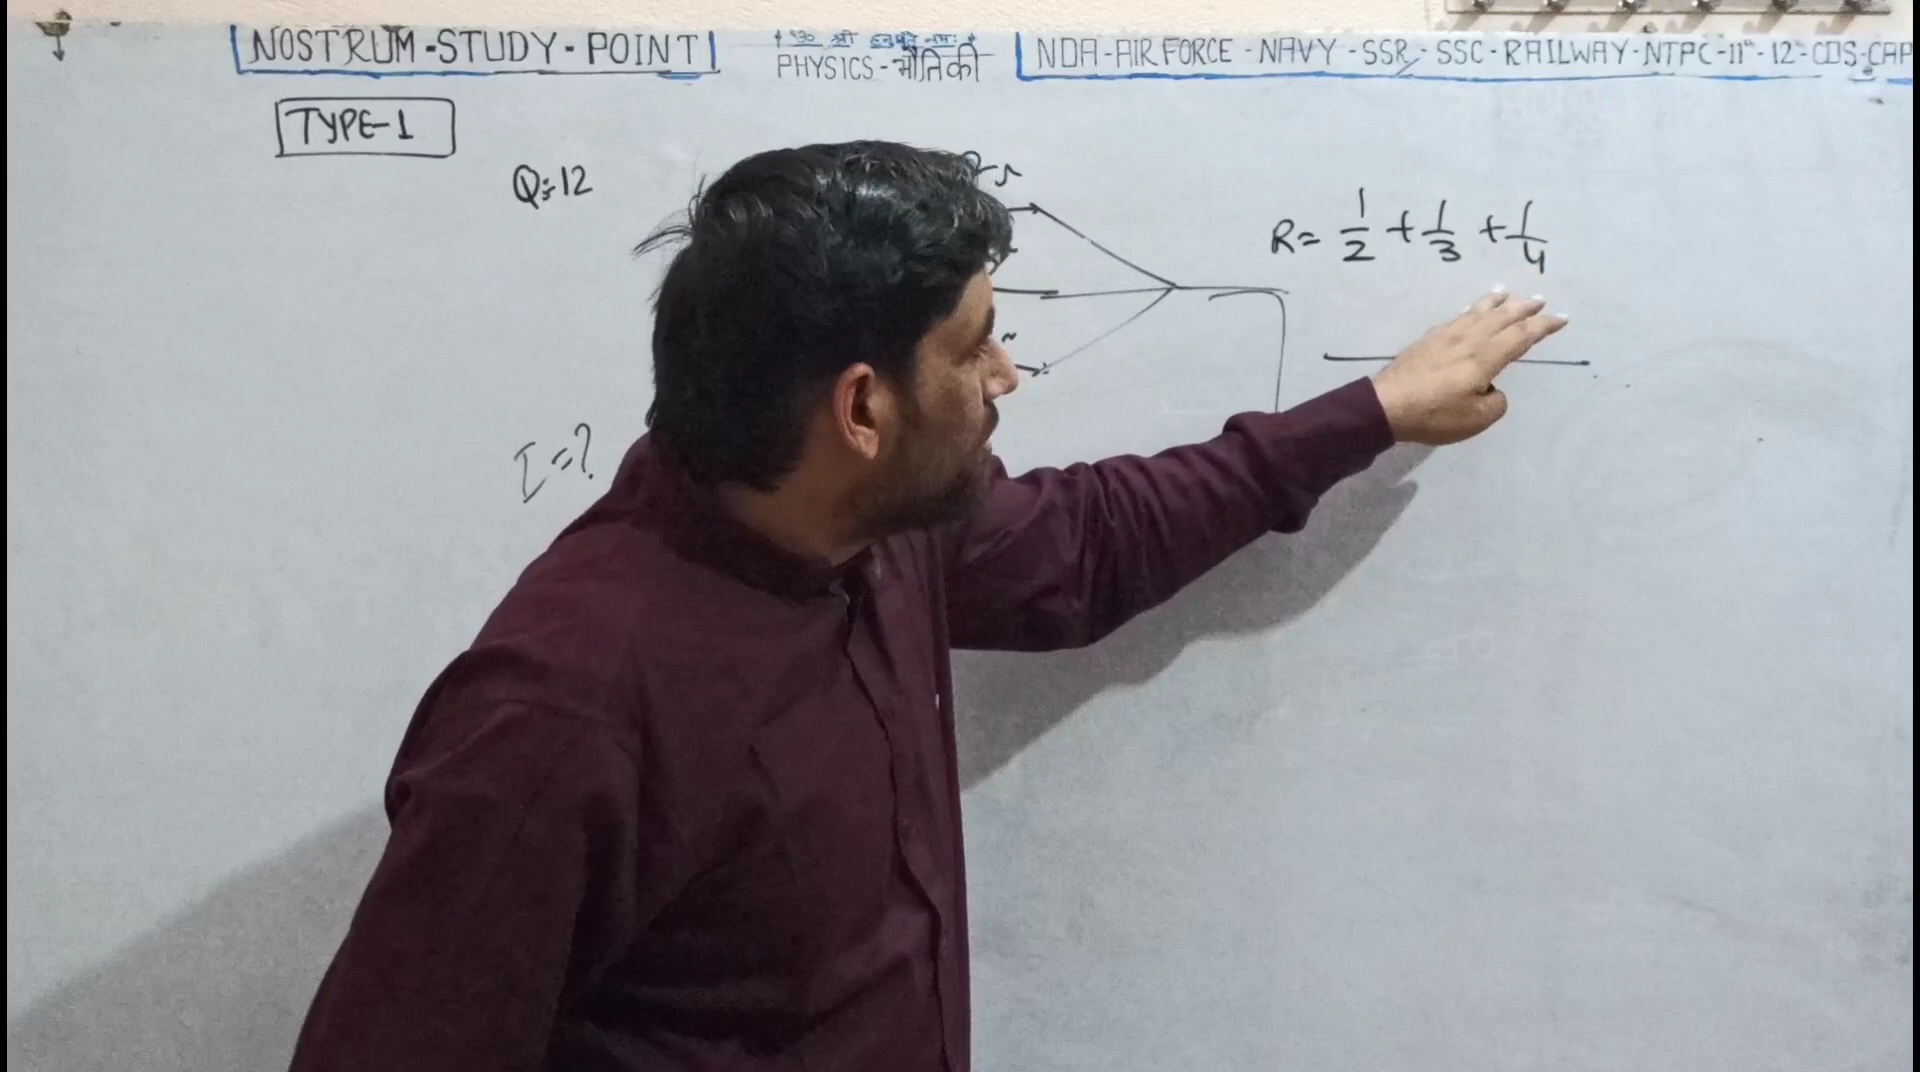 NOSTRUM-STUDY-POINT
PHYSICS-भौतिकी
NDA-AIR FORCE-NAVY-SSR-SSC-RAILWAY-NTPC-11th-12th-CDS-CAP
TYPE-1
Q:12
R= 1/2 + 1/3 + 1/4
I=?